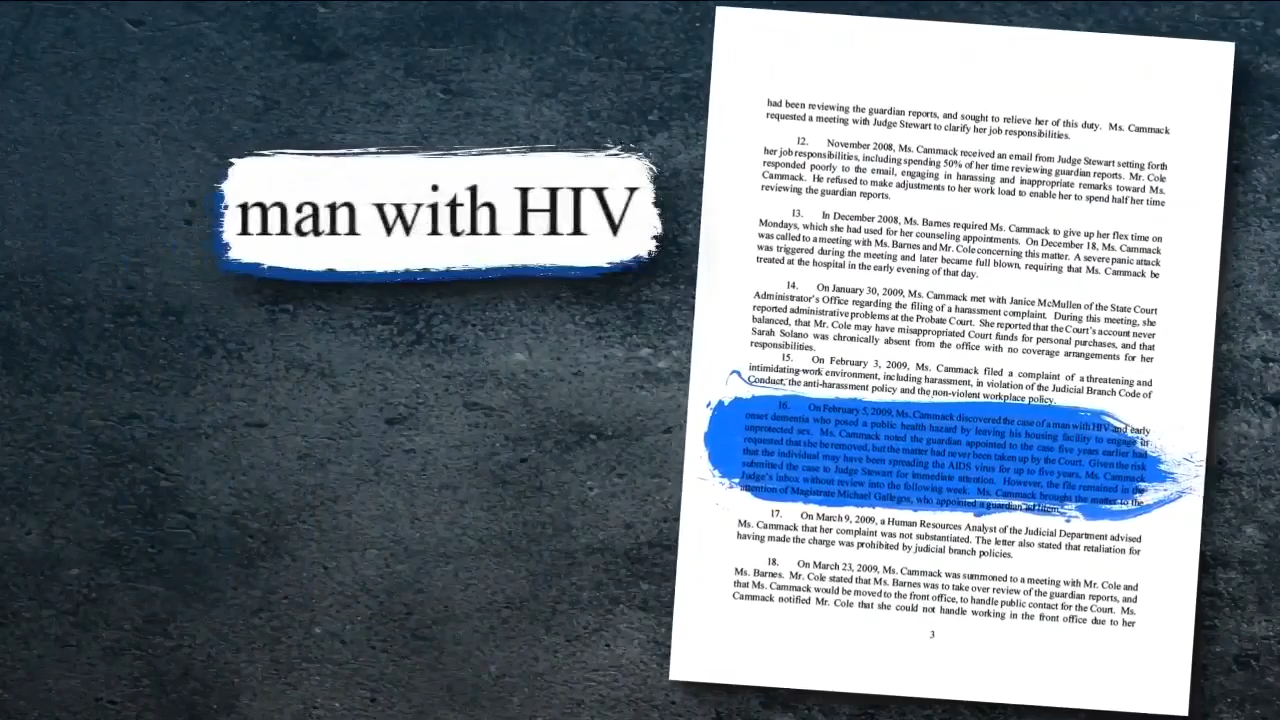 man with HIV
had been reviewing the guardian reports, and sought to relieve her of this duty. Ms. Cammack
requested a meeting with Judge Stewart to clarify her job responsibilities.
12. November 2008, Ms. Cammack received an email from Judge Stewart setting forth
her job responsibilities, including spending 50% of her time reviewing guardian reports. Mr. Cole
responded poorly to the email, engaging in harassing and inappropriate remarks toward Ms.
Cammack. He refused to make adjustments to her work load to enable her to spend half her time
reviewing the guardian reports.
13. In December 2008, Ms. Barnes required Ms. Cammack to give up her flex time on
Mondays, which she had used for her counseling appointments. On December 18, Ms. Cammack
was called to a meeting with Ms. Barnes and Mr. Cole concerning this matter. A severe panic attack
was triggered during the meeting and later became full blown, requiring that Ms. Cammack be
treated at the hospital in the early evening of that day.
14. On January 30, 2009, Ms. Cammack met with Janice McMullen of the State Court
Administrator's Office regarding the filing of a harassment complaint. During this meeting, she
reported administrative problems at the Probate Court. She reported that the Court's account never
balanced, that Mr. Cole may have misappropriated Court funds for personal purchases, and that
Sarah Solano was chronically absent from the office with no coverage arrangements for her
responsibilities.
15. On February 3, 2009, Ms. Cammack filed a complaint of a threatening and
intimidating work environment, including harassment, in violation of the Judicial Branch Code of
Conduct, the anti-harassment policy and the non-violent workplace policy.
16. On February 5, 2009, Ms. Cammack discovered the case of a man with HIV and early
onset dementia who posed a public health hazard by leaving his housing facility to engage in
unprotected sex. Ms. Cammack noted the guardian appointed to the case five years earlier had
requested that she be removed, but the matter had never been taken up by the Court. Given the risk
that the individual may have been spreading the AIDS virus for up to five years, Ms. Cammack
submitted the case to Judge Stewart for immediate attention. However, the file remained in the
Judge's inbox without review into the following week. Ms. Cammack brought the matter to the
attention of Magistrate Michael Gallegos, who appointed a guardian ad litem.
17. On March 9, 2009, a Human Resources Analyst of the Judicial Department advised
Ms. Cammack that her complaint was not substantiated. The letter also stated that retaliation for
having made the charge was prohibited by judicial branch policies.
18. On March 23, 2009, Ms. Cammack was summoned to a meeting with Mr. Cole and
Ms. Barnes. Mr. Cole stated that Ms. Barnes was to take over review of the guardian reports, and
that Ms. Cammack would be moved to the front office, to handle public contact for the Court. Ms.
Cammack notified Mr. Cole that she could not handle working in the front office due to her
3